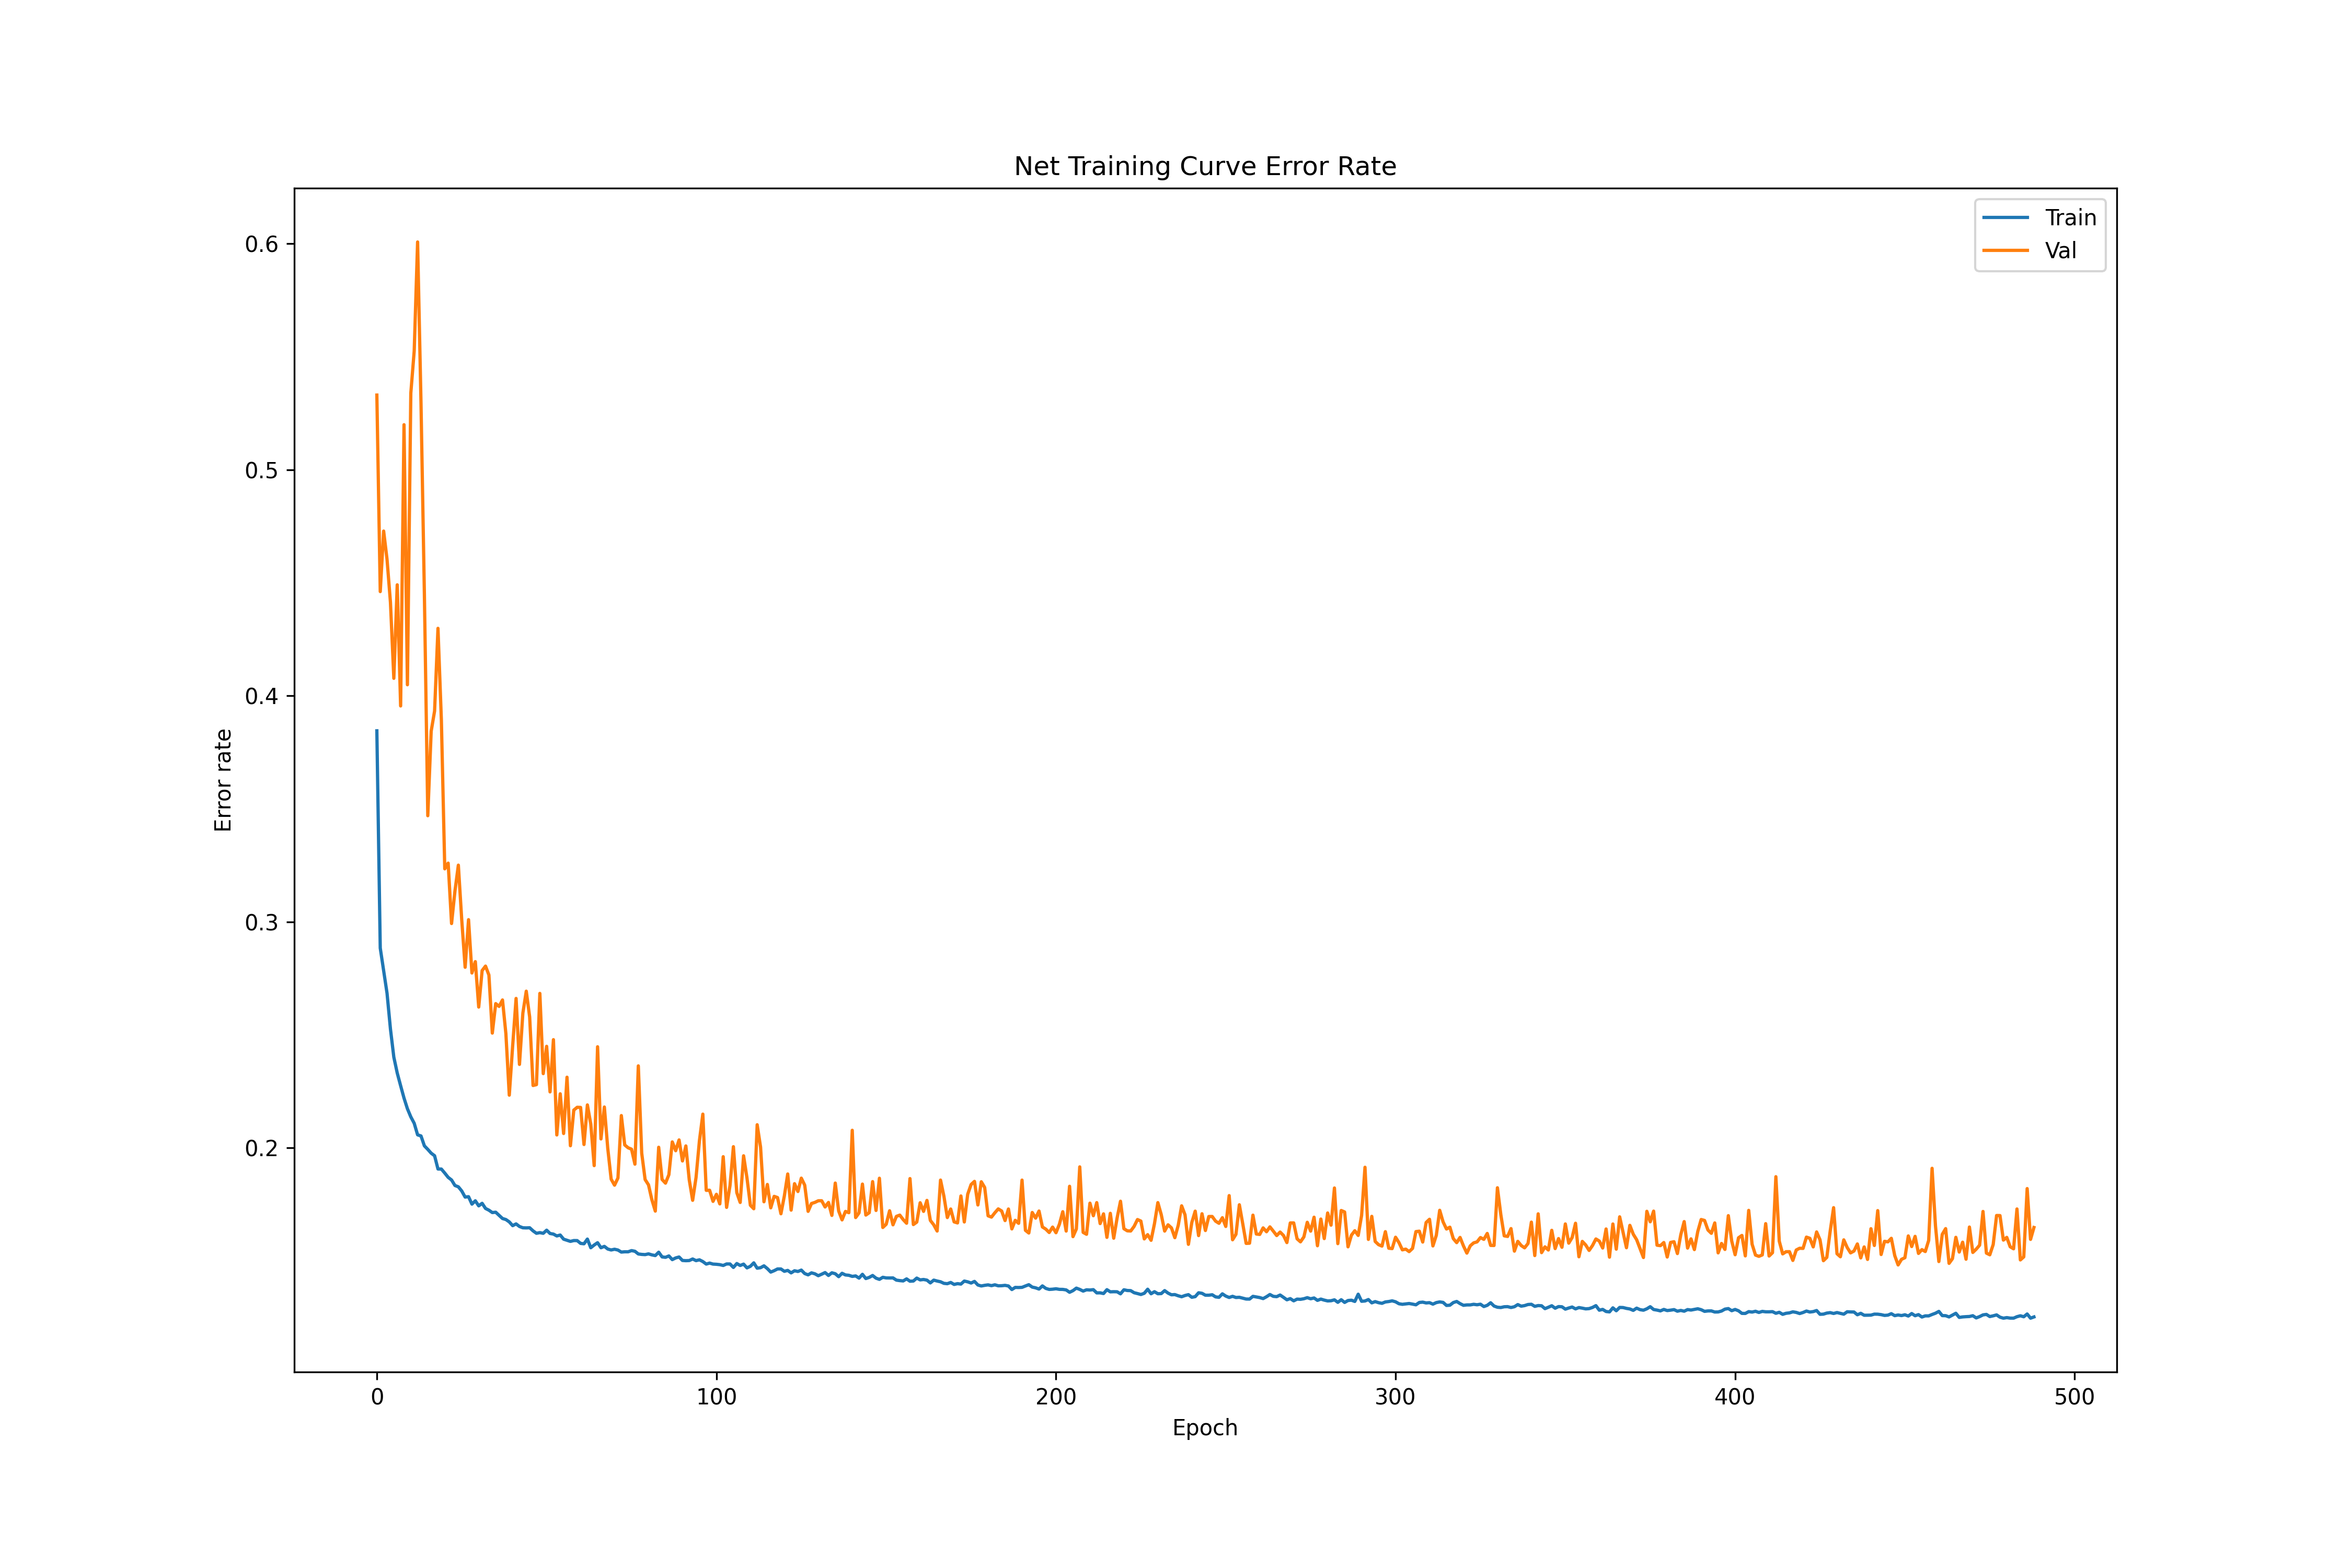 Net Training Curve Error Rate
Train
Val
0.6
0.5
0.4
0.3
0.2
Error rate
0
100
200
300
400
500
Epoch